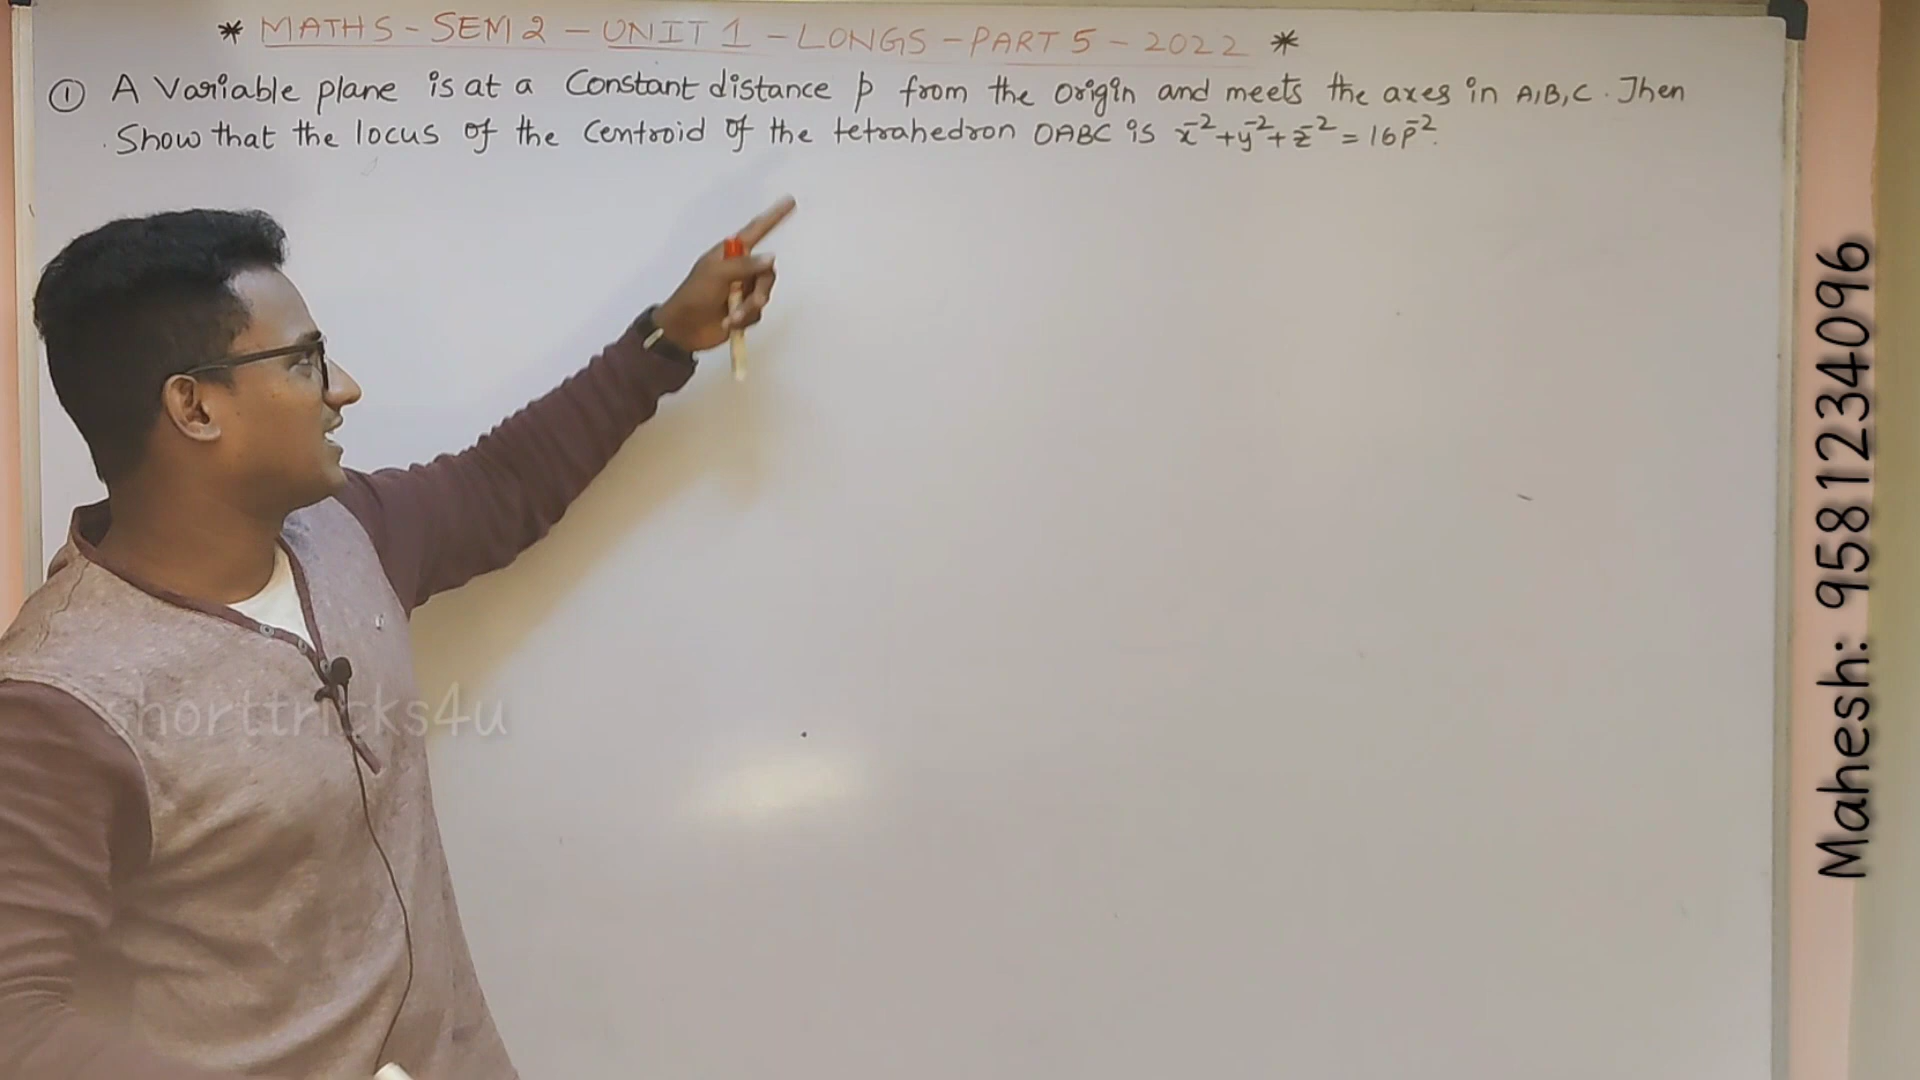 * MATHS - SEM 2 - UNIT 1 - LONGS - PART 5 - 2022 *
① A Variable plane is at a Constant distance p from the origin and meets the axes in A,B,C. Then
Show that the locus of the Centroid of the tetrahedron OABC is x⁻²+y⁻²+z⁻² = 16p⁻².
shorttricks4u
Mahesh: 9581234096